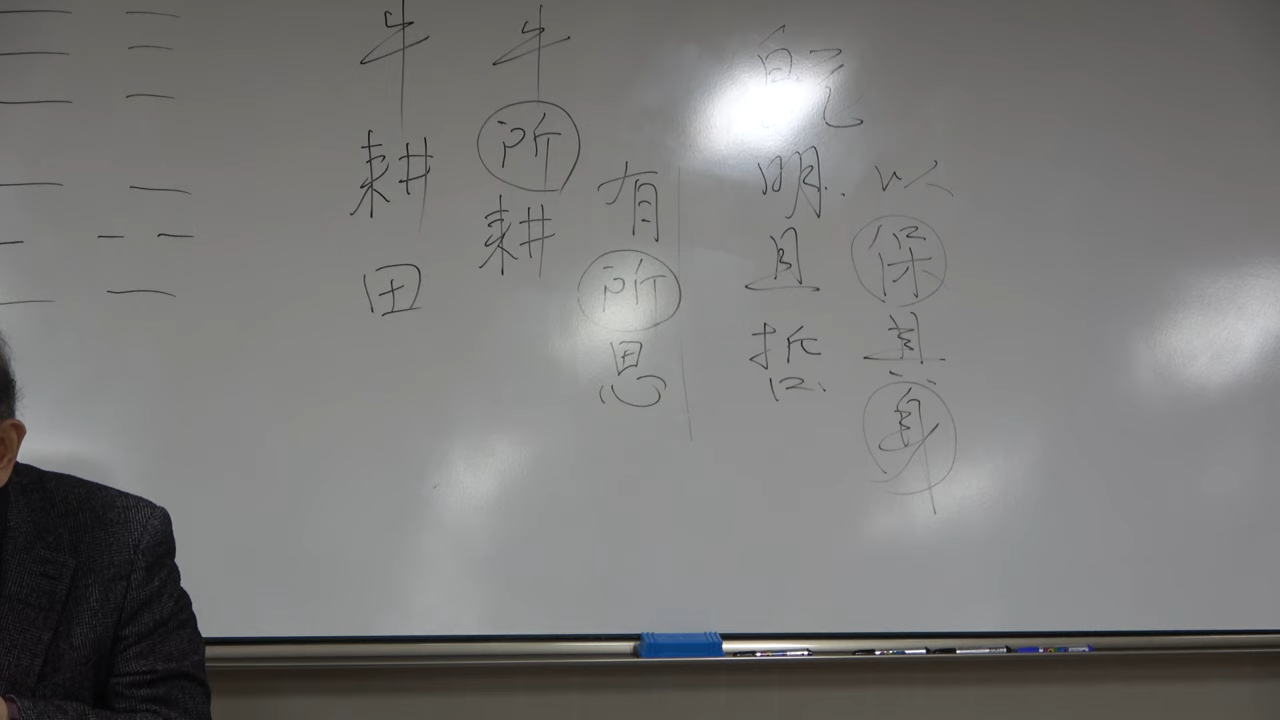 牛耕田
牛所耕
有所思
既明且哲
以保其身